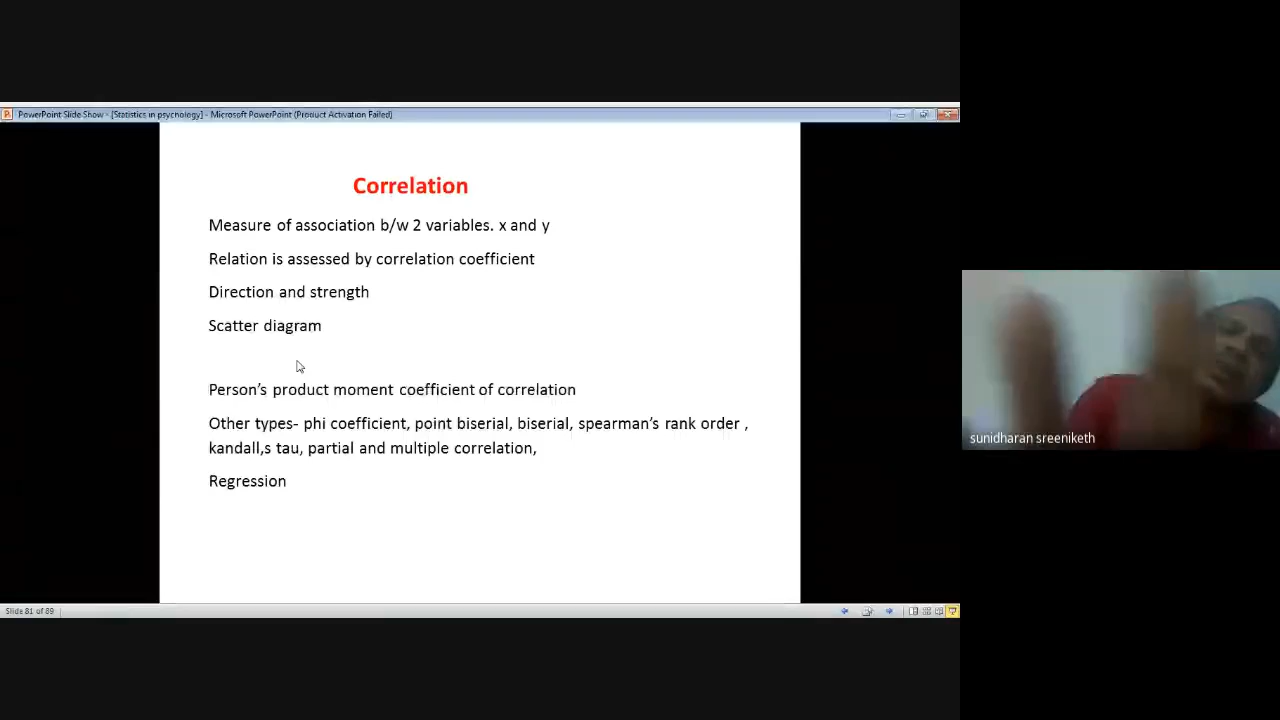 PowerPoint Slide Show - [Statistics in psychology] - Microsoft PowerPoint (Product Activation Failed)
Correlation
Measure of association b/w 2 variables. x and y
Relation is assessed by correlation coefficient
Direction and strength
Scatter diagram
Person’s product moment coefficient of correlation
Other types- phi coefficient, point biserial, biserial, spearman’s rank order ,
kandall,s tau, partial and multiple correlation,
Regression
sunidharan sreeniketh
Slide 81 of 89